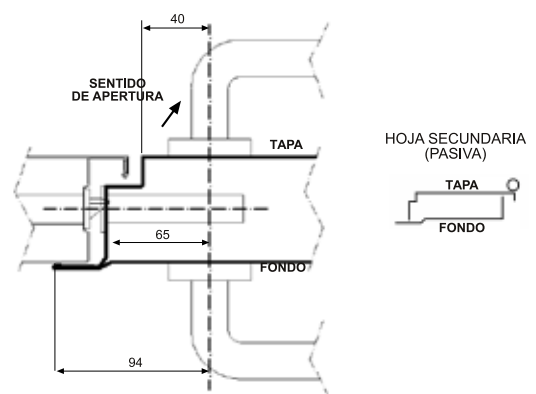 40
SENTIDO
DE APERTURA
TAPA
HOJA SECUNDARIA
(PASIVA)
TAPA
FONDO
65
FONDO
94